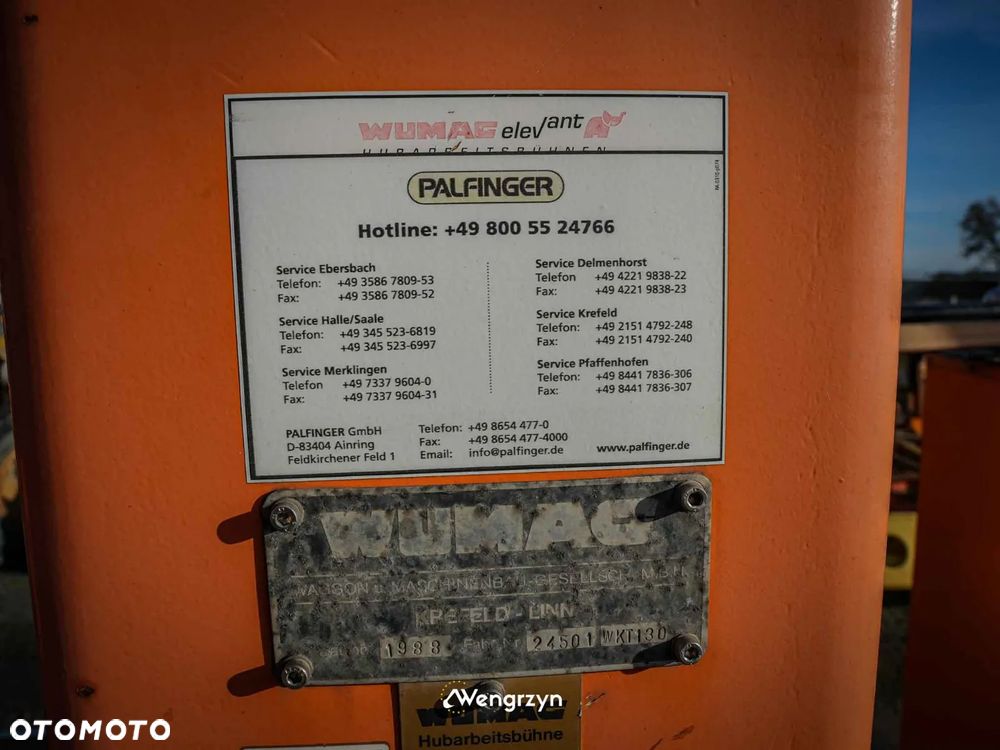 WUMAG elevant
HUBARBEITSBÜHNEN
PALFINGER
Hotline: +49 800 55 24766
Service Ebersbach
Telefon: +49 3586 7809-53
Fax: +49 3586 7809-52
Service Halle/Saale
Telefon: +49 345 523-6819
Fax: +49 345 523-6997
Service Merklingen
Telefon +49 7337 9604-0
Fax: +49 7337 9604-31
Service Delmenhorst
Telefon +49 4221 9838-22
Fax: +49 4221 9838-23
Service Krefeld
Telefon: +49 2151 4792-248
Fax: +49 2151 4792-240
Service Pfaffenhofen
Telefon: +49 8441 7836-306
Fax: +49 8441 7836-307
PALFINGER GmbH
D-83404 Ainring
Feldkirchener Feld 1
Telefon: +49 8654 477-0
Fax: +49 8654 477-4000
Email: info@palfinger.de
www.palfinger.de
WUMAG
WAGGON U. MASCHINENBAU-GESELLSCH. M.B.H.
KREFELD-LINN
1988 24501 WKT130
Wengrzyn
WUMAG
Hubarbeitsbühne
OTOMOTO